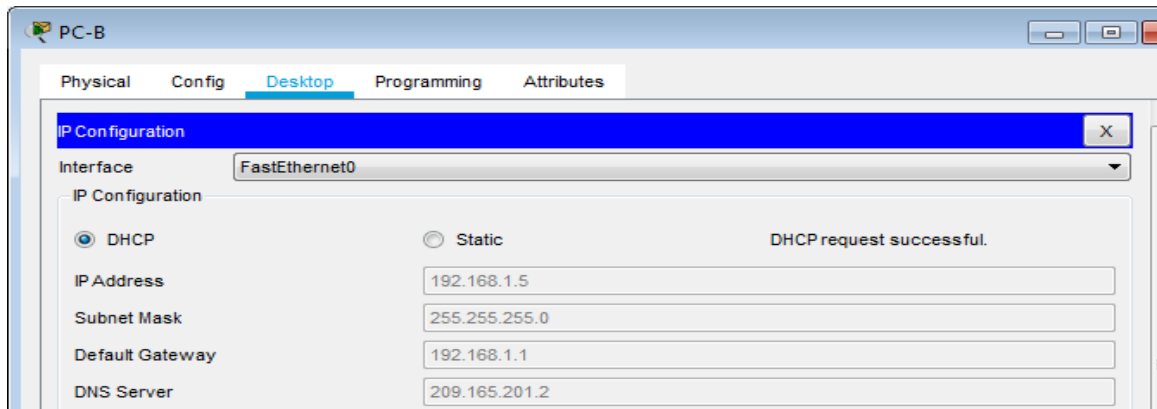 PC-B
Physical Config Desktop Programming Attributes
IP Configuration X
Interface FastEthernet0
IP Configuration
DHCP Static DHCP request successful.
IP Address 192.168.1.5
Subnet Mask 255.255.255.0
Default Gateway 192.168.1.1
DNS Server 209.165.201.2